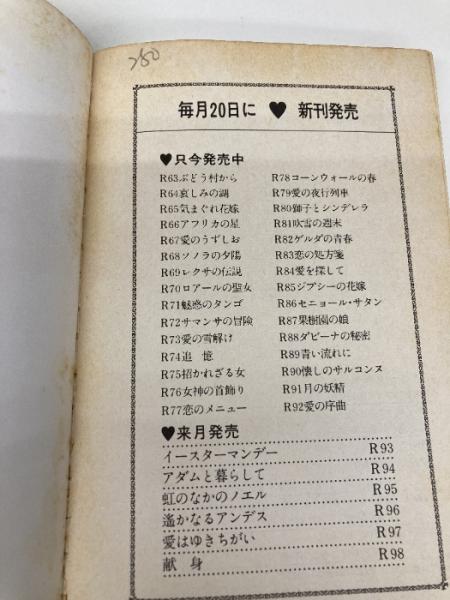 280
毎月20日に ♥ 新刊発売
♥只今発売中
R63ぶどう村から
R64哀しみの湖
R65気まぐれ花嫁
R66アフリカの星
R67愛のうずしお
R68ソノラの夕陽
R69レクサの伝説
R70ロアールの聖女
R71魅惑のタンゴ
R72サマンサの冒険
R73愛の雪解け
R74追憶
R75招かれざる女
R76女神の首飾り
R77恋のメニュー
R78コーンウォールの春
R79愛の夜行列車
R80獅子とシンデレラ
R81吹雪の週末
R82ゲルダの青春
R83恋の処方箋
R84愛を探して
R85ジプシーの花嫁
R86セニョール・サタン
R87果樹園の娘
R88ダビーナの秘密
R89青い流れに
R90懐しのサルコンヌ
R91月の妖精
R92愛の序曲
♥来月発売
イースターマンデー R93
アダムと暮らして R94
虹のなかのノエル R95
遙かなるアンデス R96
愛はゆきちがい R97
献身 R98